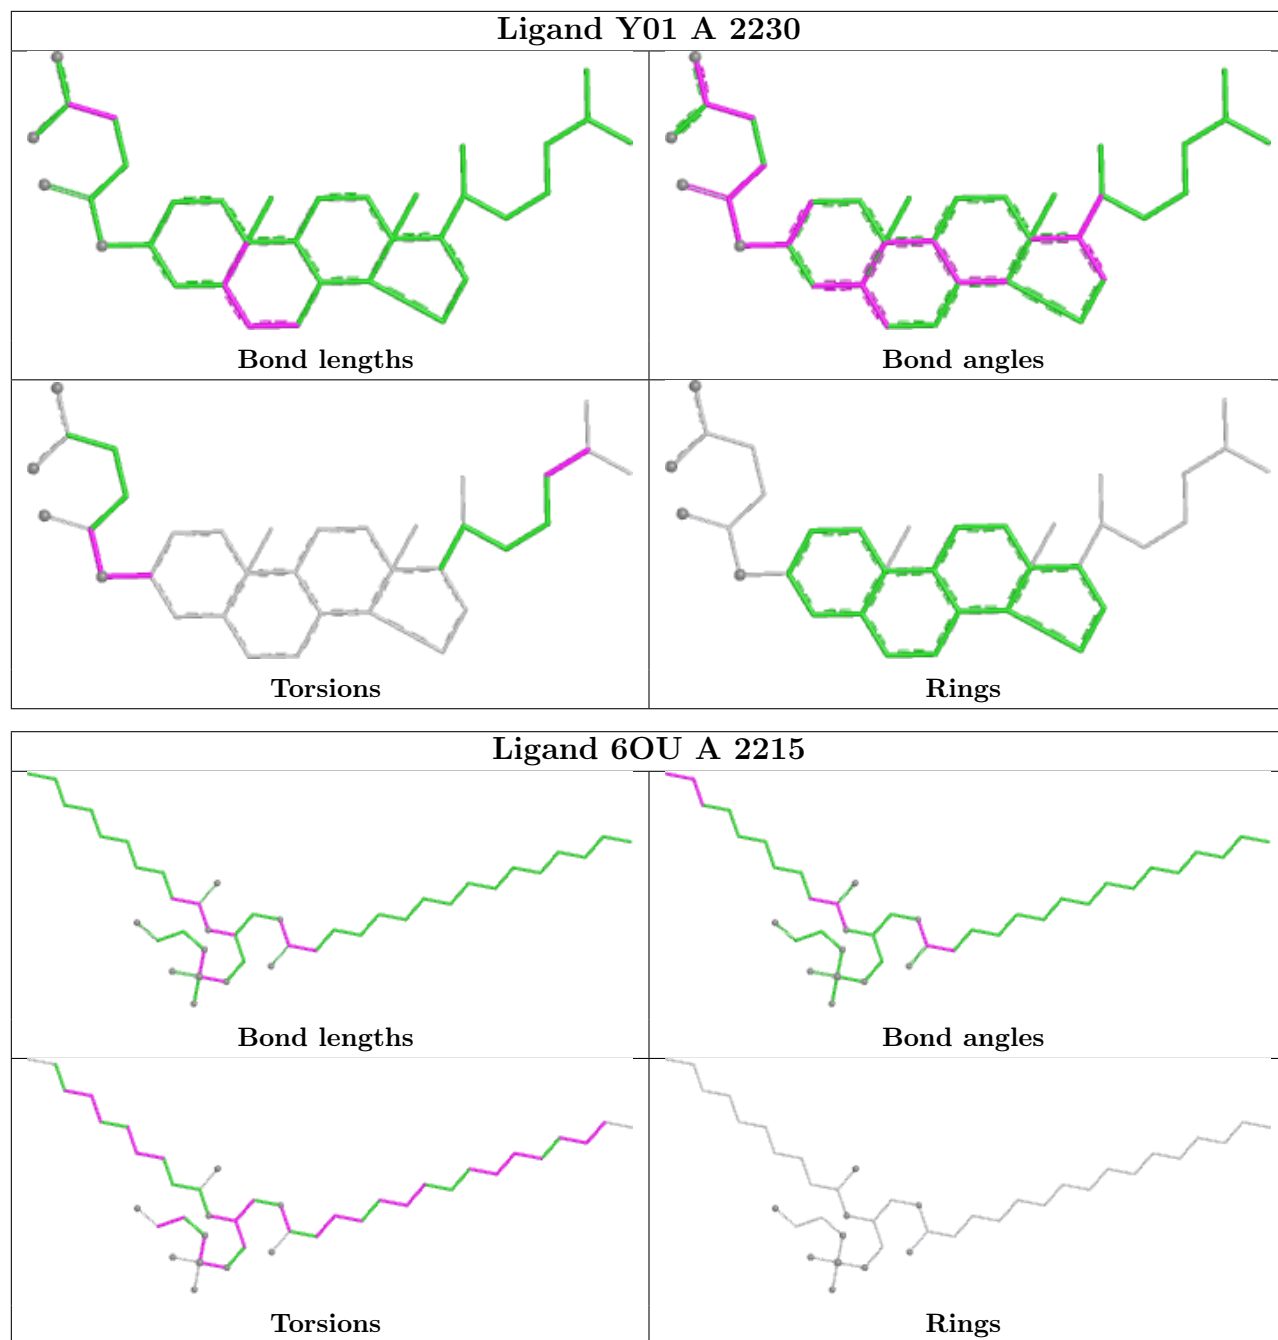 Ligand Y01 A 2230
Bond lengths
Bond angles
Torsions
Rings
Ligand 6OU A 2215
Bond lengths
Bond angles
Torsions
Rings